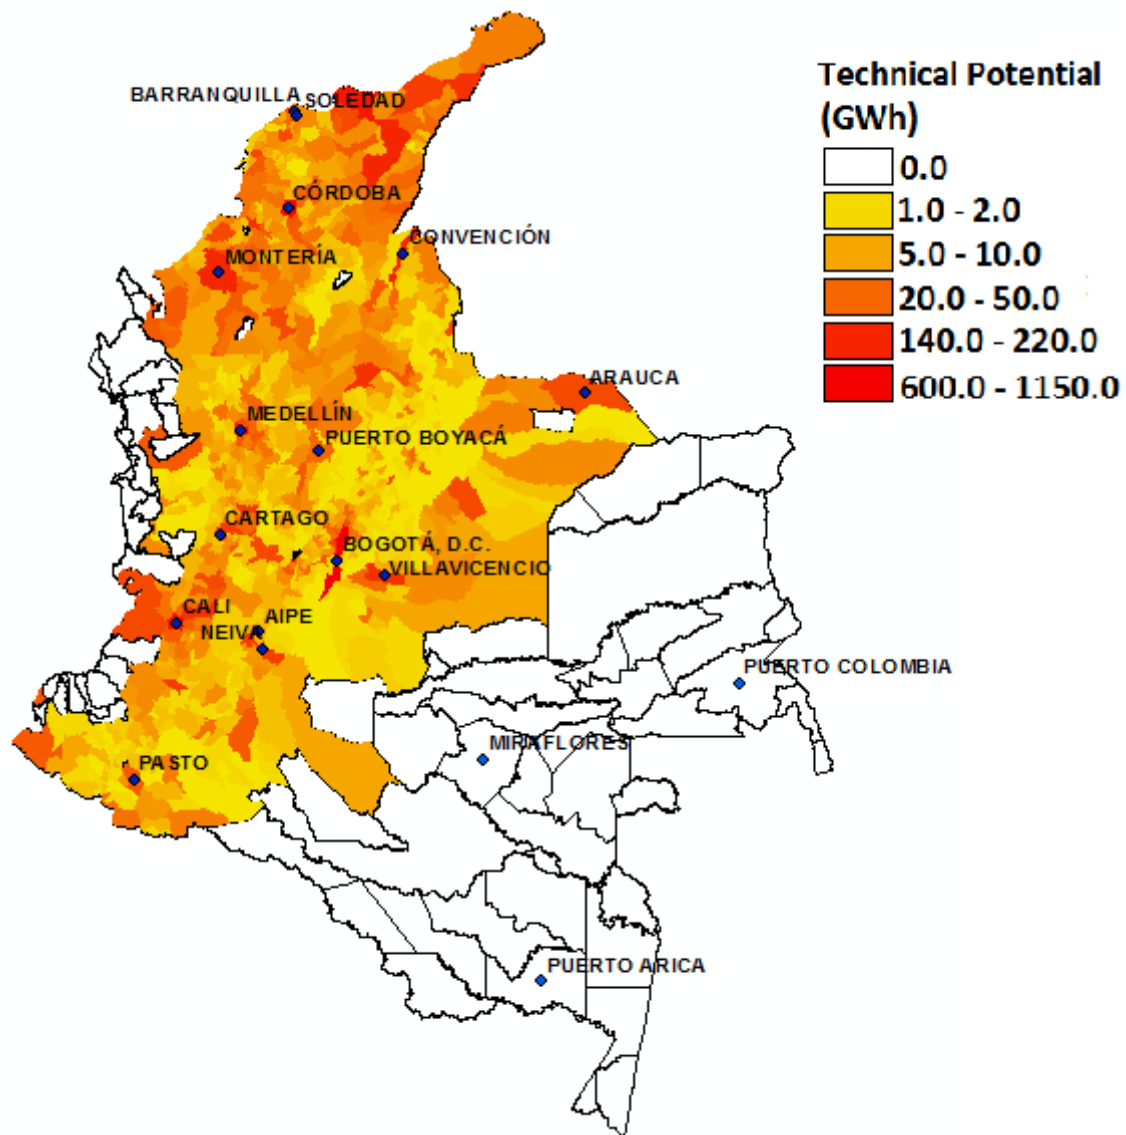 Technical Potential
(GWh)
0.0
1.0 - 2.0
5.0 - 10.0
20.0 - 50.0
140.0 - 220.0
600.0 - 1150.0
BARRANQUILLA
SOLEDAD
CÓRDOBA
CONVENCIÓN
MONTERÍA
ARAUCA
MEDELLÍN
PUERTO BOYACÁ
CARTAGO
BOGOTÁ, D.C.
VILLAVICENCIO
CALI
AIPE
NEIVA
PUERTO COLOMBIA
MIRAFLORES
PASTO
PUERTO ARICA